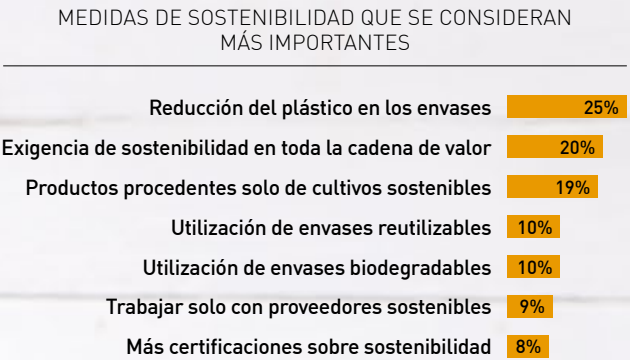 MEDIDAS DE SOSTENIBILIDAD QUE SE CONSIDERAN
MÁS IMPORTANTES
Reducción del plástico en los envases 25%
Exigencia de sostenibilidad en toda la cadena de valor 20%
Productos procedentes solo de cultivos sostenibles 19%
Utilización de envases reutilizables 10%
Utilización de envases biodegradables 10%
Trabajar solo con proveedores sostenibles 9%
Más certificaciones sobre sostenibilidad 8%